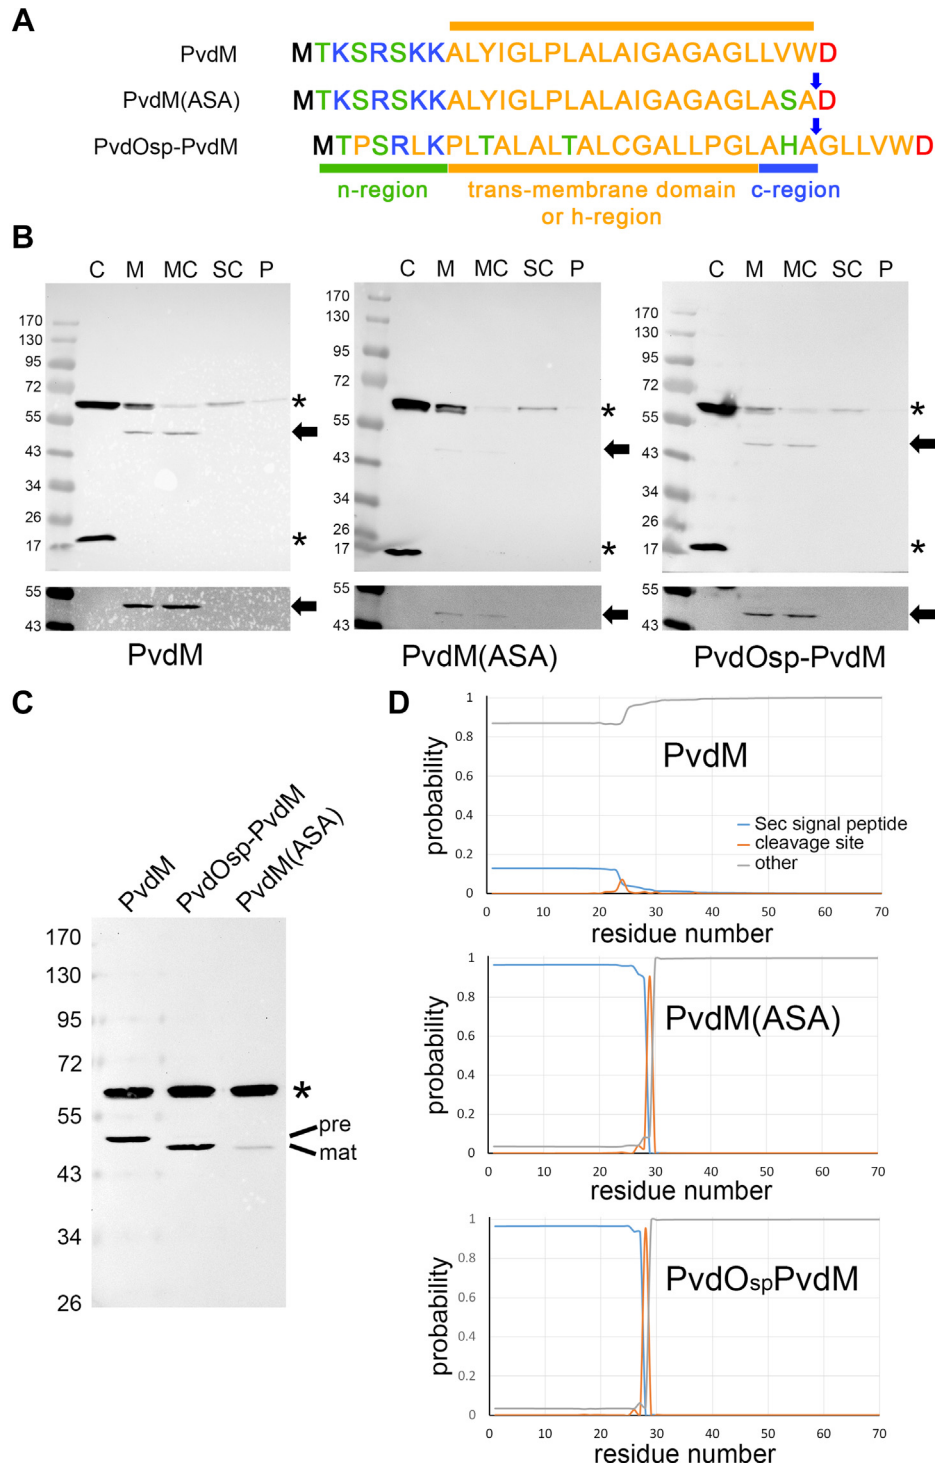 A
PvdM MTKSRSKKALYIGLPLALAIGAGAGLLVWD
PvdM(ASA) MTKSRSKKALYIGLPLALAIGAGAGLASAD
PvdOsp-PvdM MTPSRLKPLTALALTALCGALLPGLAHAGLLVWD
n-region trans-membrane domain c-region
or h-region
B
C M MC SC P
170
130
95
72
55
43
34
26
17
*
*
55
43
PvdM
C M MC SC P
170
130
95
72
55
43
34
26
17
*
*
55
43
PvdM(ASA)
C M MC SC P
170
130
95
72
55
43
34
26
17
*
*
55
43
PvdOsp-PvdM
C
PvdM
PvdOsp-PvdM
PvdM(ASA)
170
130
95
72
55
43
34
26
*
pre
mat
D
probability
1
0.8
0.6
0.4
0.2
0
PvdM
Sec signal peptide
cleavage site
other
0 10 20 30 40 50 60 70
residue number
probability
1
0.8
0.6
0.4
0.2
0
PvdM(ASA)
0 10 20 30 40 50 60 70
residue number
probability
1
0.8
0.6
0.4
0.2
0
PvdOspPvdM
0 10 20 30 40 50 60 70
residue number